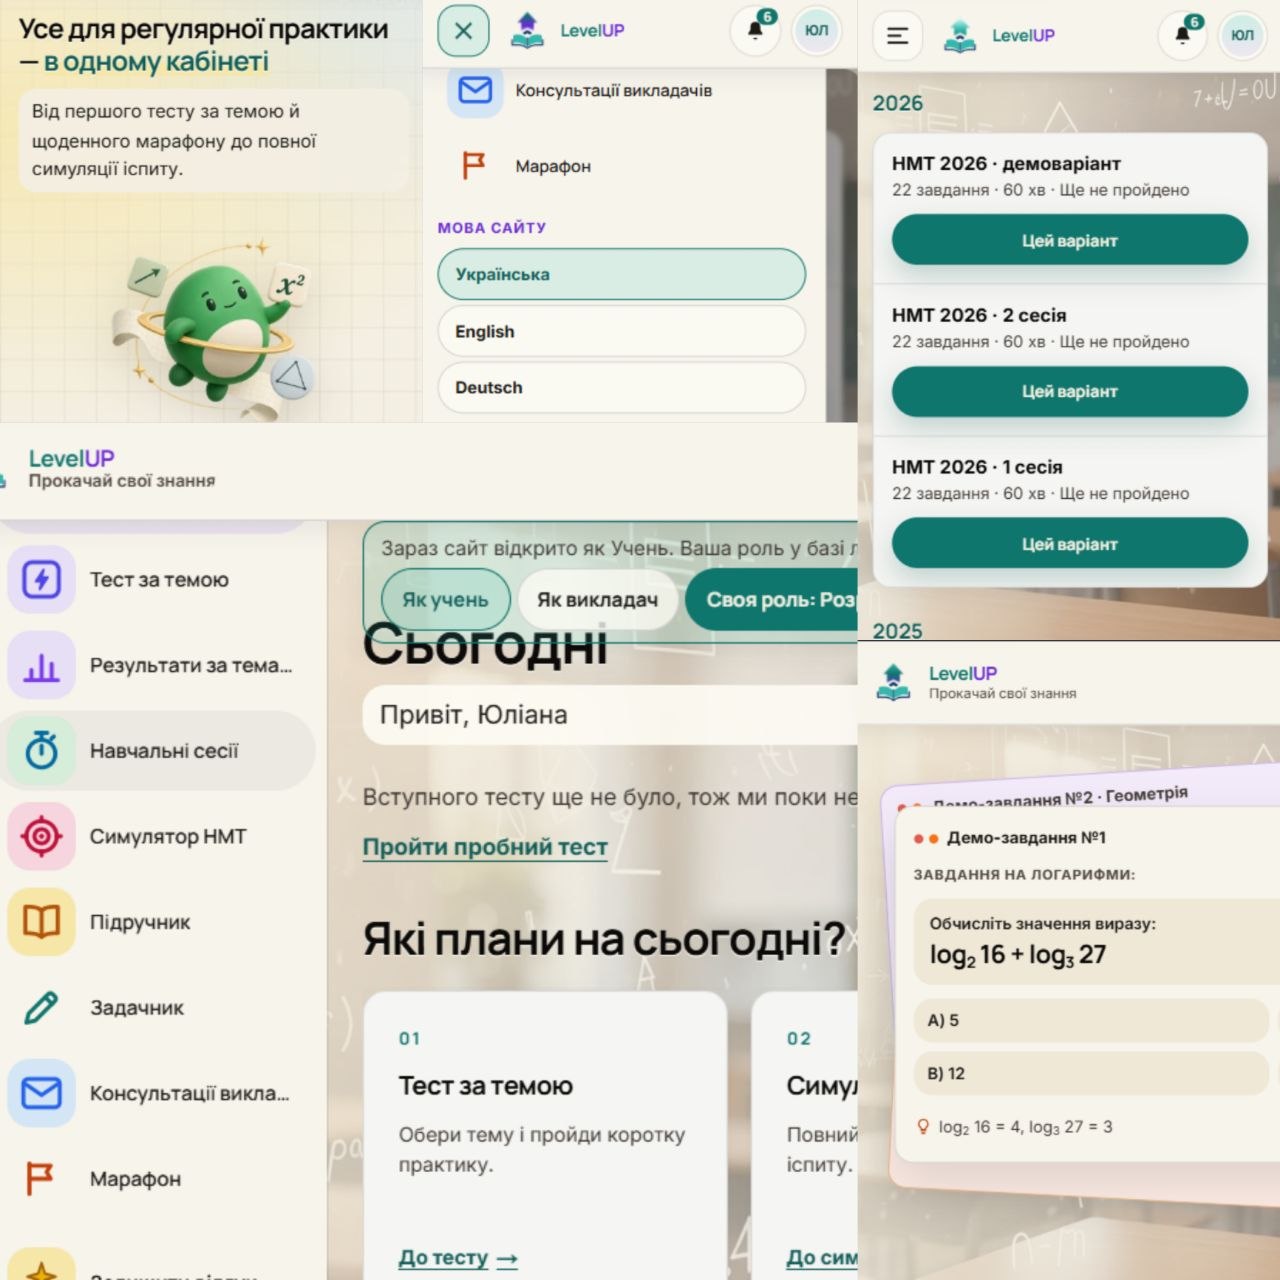 Усе для регулярної практики
— в одному кабінеті
Від першого тесту за темою й
щоденного марафону до повної
симуляції іспиту.
x²
LevelUP
6
ЮЛ
Консультації викладачів
Марафон
МОВА САЙТУ
Українська
English
Deutsch
LevelUP
6
ЮЛ
2026
НМТ 2026 · демоваріант
22 завдання · 60 хв · Ще не пройдено
Цей варіант
НМТ 2026 · 2 сесія
22 завдання · 60 хв · Ще не пройдено
Цей варіант
НМТ 2026 · 1 сесія
22 завдання · 60 хв · Ще не пройдено
Цей варіант
2025
LevelUP
Прокачай свої знання
Тест за темою
Результати за тема...
Навчальні сесії
Симулятор НМТ
Підручник
Задачник
Консультації викла...
Марафон
Зараз сайт відкрито як Учень. Ваша роль у базі
Як учень
Як викладач
Своя роль:
Сьогодні
Привіт, Юліана
Вступного тесту ще не було, тож ми поки не
Пройти пробний тест
Які плани на сьогодні?
01
Тест за темою
Обери тему і пройди коротку
практику.
До тесту →
02
Повний
іспиту.
До
LevelUP
Прокачай свої знання
Демо-завдання №2 · Геометрія
Демо-завдання №1
ЗАВДАННЯ НА ЛОГАРИФМИ:
Обчисліть значення виразу:
log₂ 16 + log₃ 27
А) 5
В) 12
log₂ 16 = 4, log₃ 27 = 3